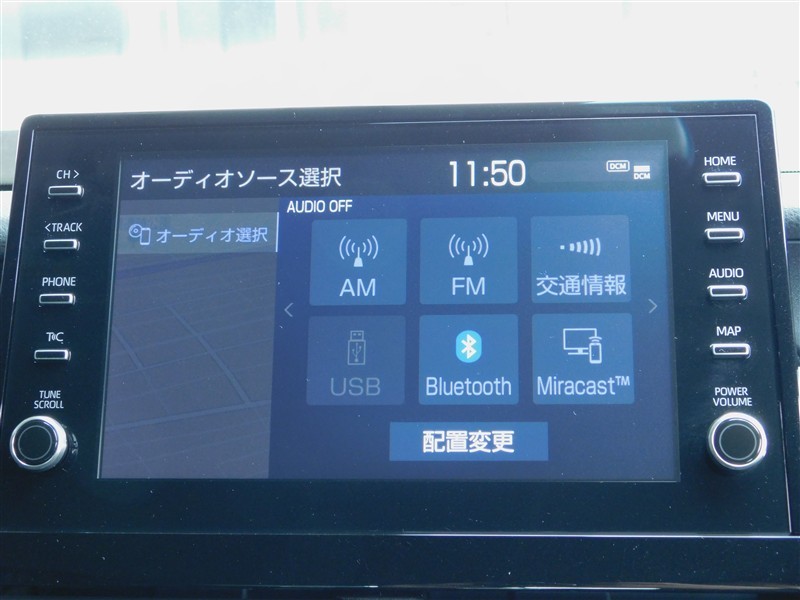 CH >
< TRACK
PHONE
T/C
TUNE
SCROLL
オーディオソース選択
11:50
DCM
DCM
オーディオ選択
AUDIO OFF
AM
FM
交通情報
USB
Bluetooth
Miracast™
配置変更
HOME
MENU
AUDIO
MAP
POWER
VOLUME